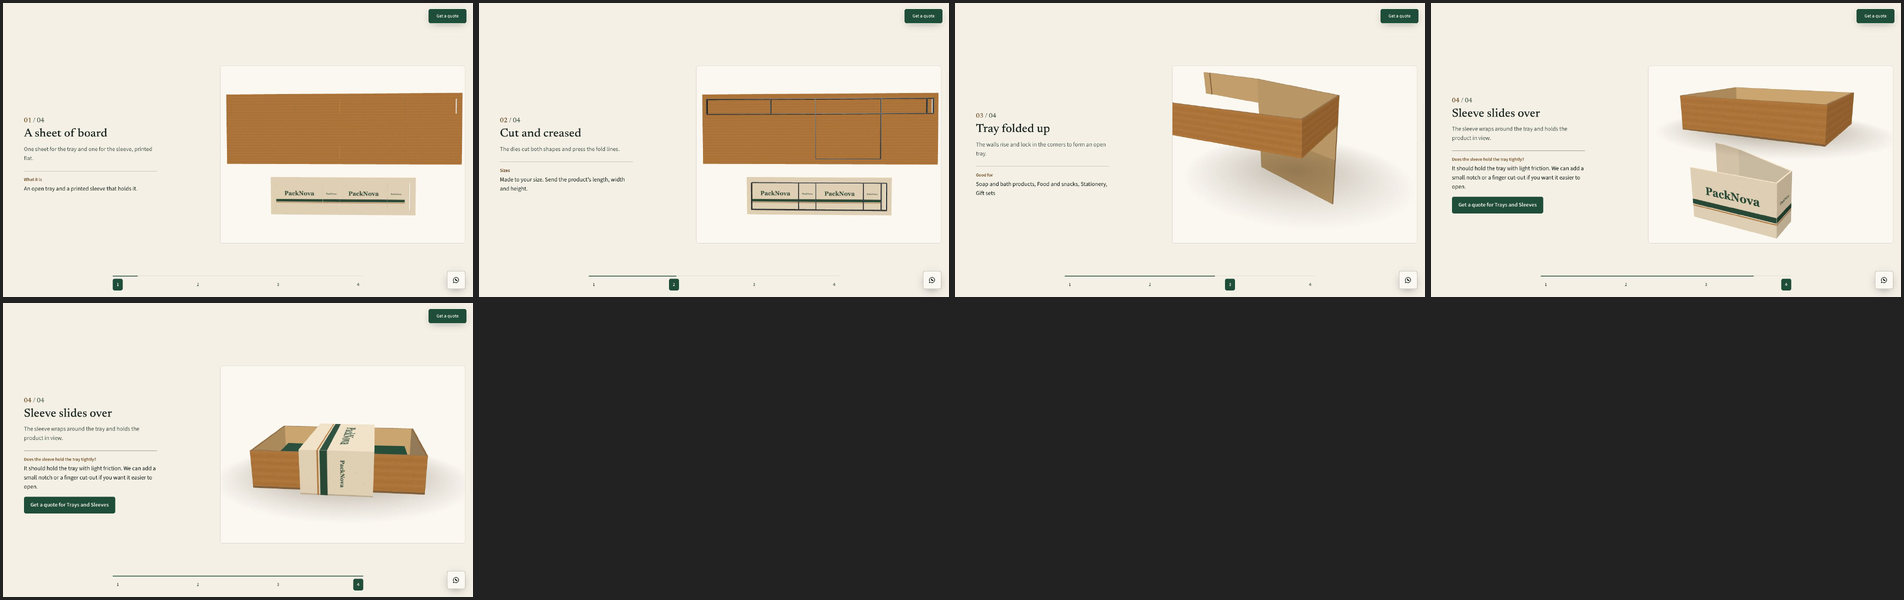 Get a quote
01 / 04
A sheet of board
One sheet for the tray and one for the sleeve, printed
flat.
What it is
An open tray and a printed sleeve that holds it.
PackNova
PackNova
1
2
3
4
Get a quote
02 / 04
Cut and creased
The dies cut both shapes and press the fold lines.
Sizes
Made to your size. Send the product's length, width
and height.
PackNova
PackNova
1
2
3
4
Get a quote
03 / 04
Tray folded up
The walls rise and lock in the corners to form an open
tray.
Good for
Soap and bath products, Food and snacks, Stationery,
Gift sets
1
2
3
4
Get a quote
04 / 04
Sleeve slides over
The sleeve wraps around the tray and holds the
product in view.
Does the sleeve hold the tray tightly?
It should hold the tray with light friction. We can add a
small notch or a finger cut-out if you want it easier to
open.
Get a quote for Trays and Sleeves
PackNova
1
2
3
4
Get a quote
04 / 04
Sleeve slides over
The sleeve wraps around the tray and holds the
product in view.
Does the sleeve hold the tray tightly?
It should hold the tray with light friction. We can add a
small notch or a finger cut-out if you want it easier to
open.
Get a quote for Trays and Sleeves
PackNova
PackNova
1
2
3
4